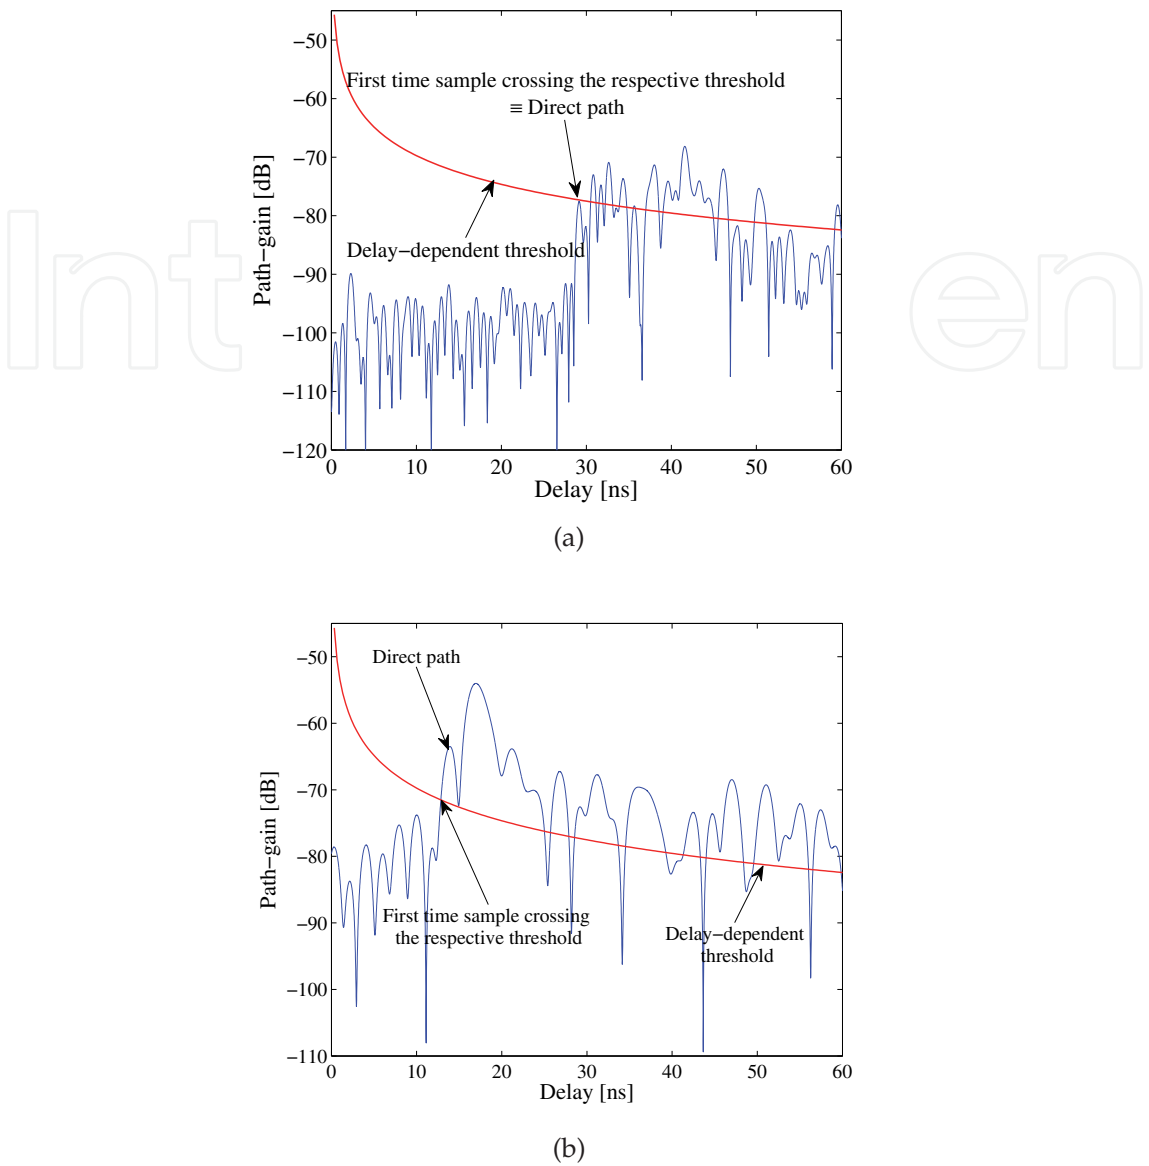 −50
−60
−70
−80
−90
−100
−110
−120
Path−gain [dB]
First time sample crossing the respective threshold
≡ Direct path
Delay−dependent threshold
0 10 20 30 40 50 60
Delay [ns]
(a)
Int en
−50
−60
−70
−80
−90
−100
−110
Path−gain [dB]
Direct path
First time sample crossing
the respective threshold
Delay−dependent
threshold
0 10 20 30 40 50 60
Delay [ns]
(b)